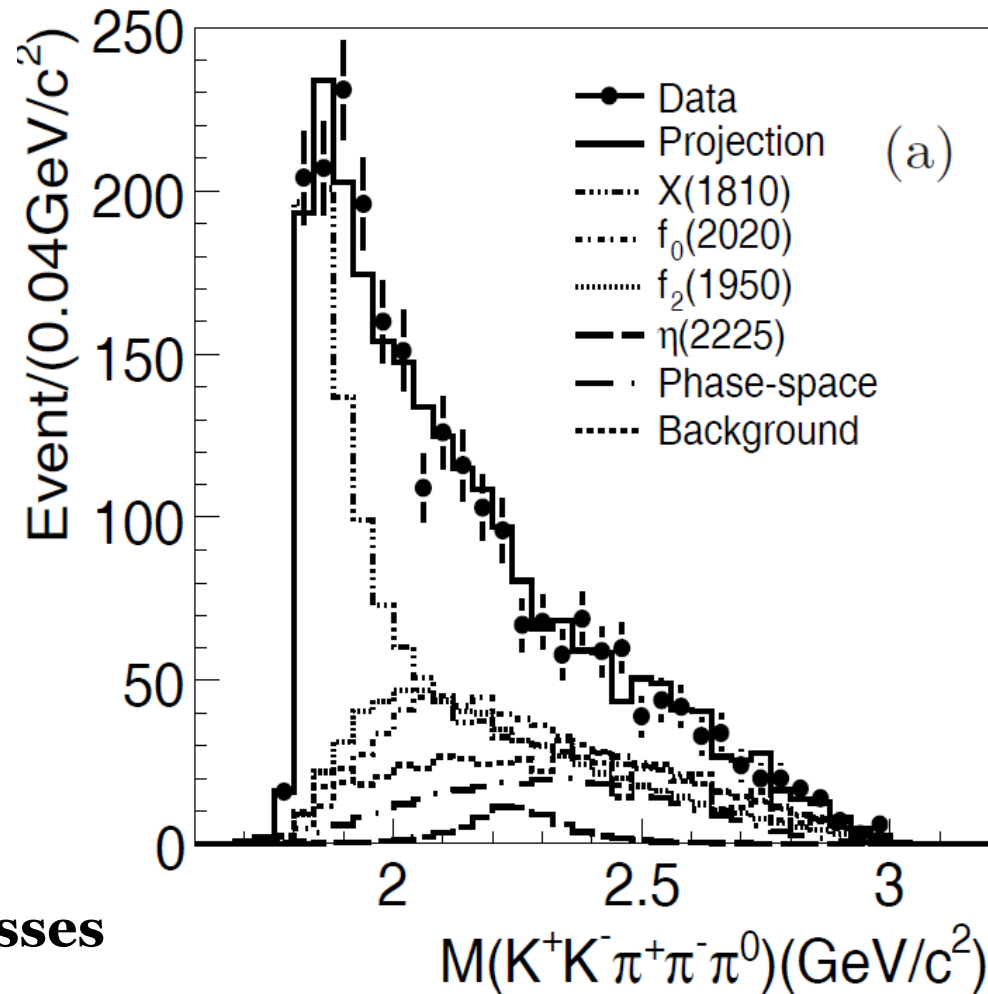 Event/(0.04GeV/c²)
250
200
150
100
50
0
Data
Projection
X(1810)
f₀(2020)
f₂(1950)
η(2225)
Phase-space
Background
(a)
2 2.5 3
M(K⁺K⁻π⁺π⁻π⁰)(GeV/c²)
sses